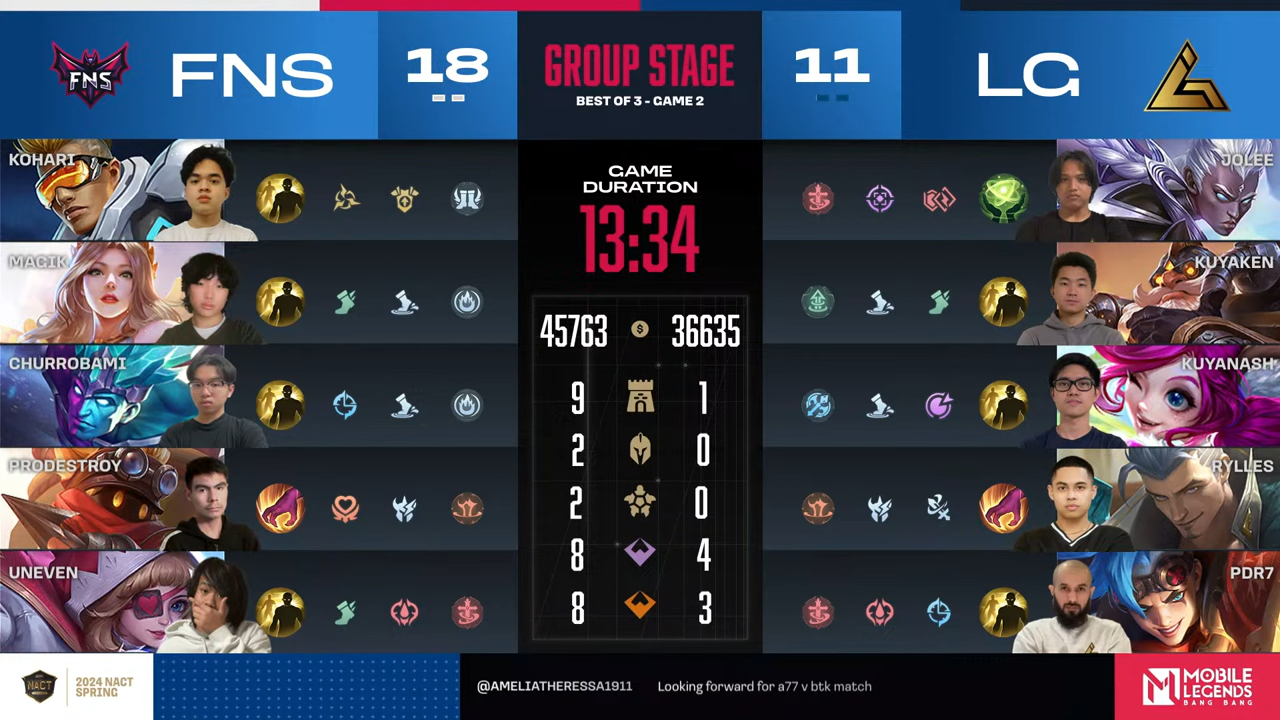 FNS
FNS
18
GROUP STAGE
BEST OF 3 - GAME 2
11
LG
KOHARI
MAGIK
CHURROBAMI
PRODESTROY
UNEVEN
GAME
DURATION
13:34
45763 36635
9 1
2 0
2 0
8 4
8 3
JOLEE
KUYAKEN
KUYANASH
RYLLES
PDR7
NACT
2024 NACT
SPRING
@AMELIATHERESSA1911 Looking forward for a77 v btk match
MOBILE
LEGENDS
BANG BANG